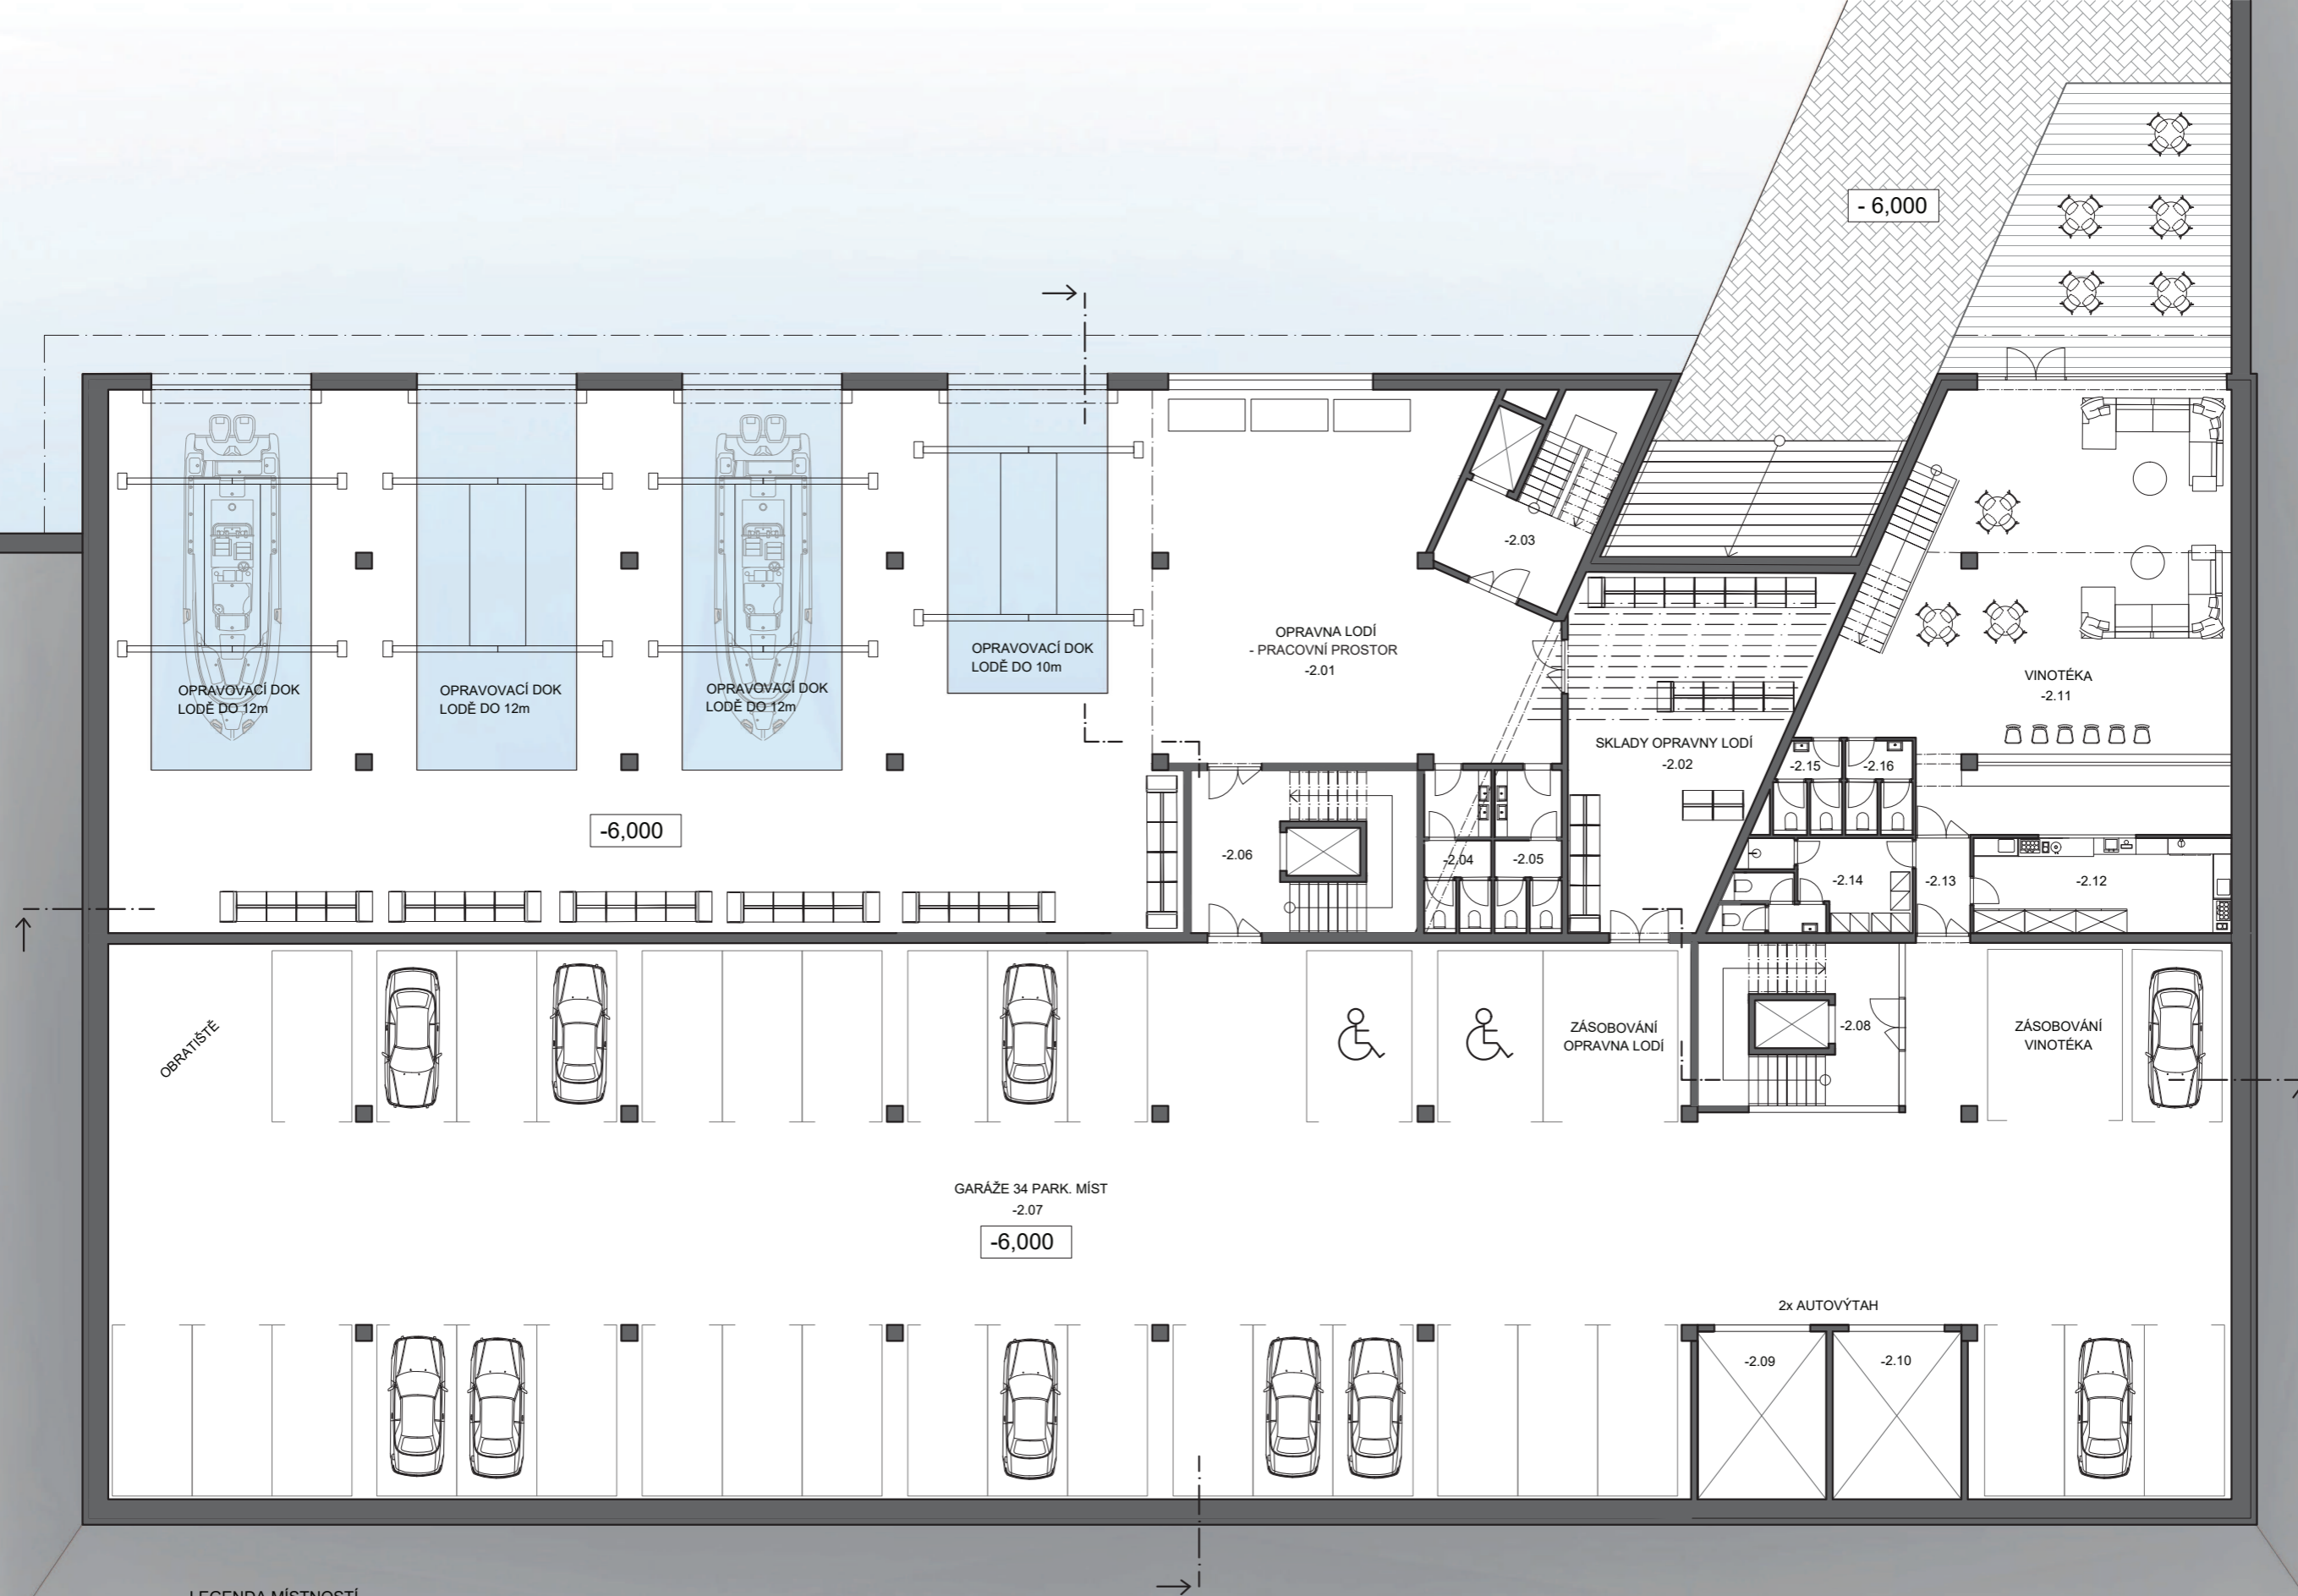 - 6,000
-2.03
OPRAVNA LODÍ
- PRACOVNÍ PROSTOR
-2.01
OPRAVOVACÍ DOK
LODĚ DO 10m
OPRAVOVACÍ DOK
LODĚ DO 12m
OPRAVOVACÍ DOK
LODĚ DO 12m
OPRAVOVACÍ DOK
LODĚ DO 12m
VINOTÉKA
-2.11
SKLADY OPRAVNY LODÍ
-2.02
-2.15
-2.16
-6,000
-2.06
-2.04
-2.05
-2.14
-2.13
-2.12
OBRATIŠTĚ
ZÁSOBOVÁNÍ
OPRAVNA LODÍ
-2.08
ZÁSOBOVÁNÍ
VINOTÉKA
GARÁŽE 34 PARK. MÍST
-2.07
-6,000
2x AUTOVÝTAH
-2.09
-2.10
LEGENDA MÍSTNOSTÍ